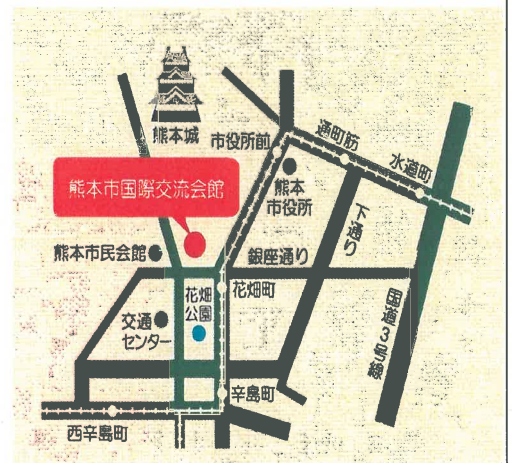 熊本城
市役所前
通町筋
水道町
熊本市国際交流会館
熊本
市役所
下通り
熊本市民会館
銀座通り
花畑
公園
花畑町
交通
センター
国道3号線
辛島町
西辛島町